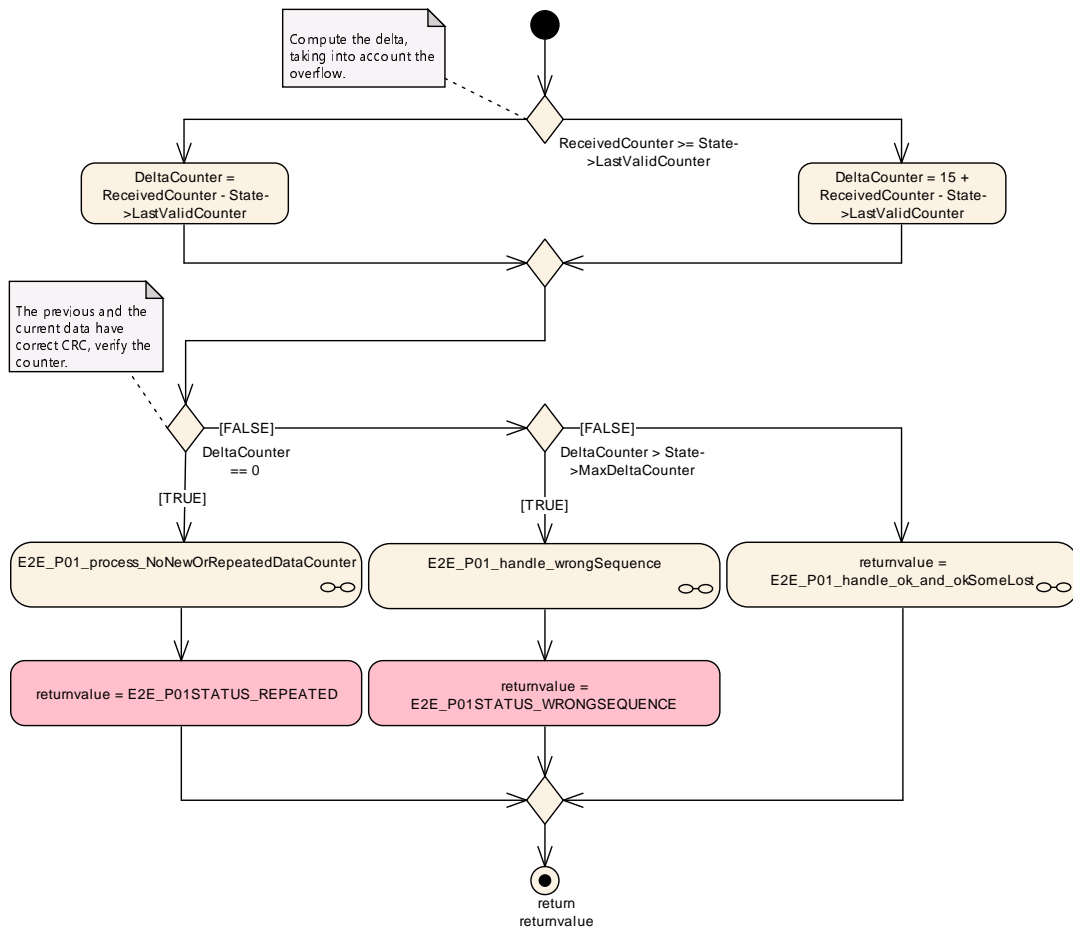 Compute the delta,
taking into account the
overflow.
ReceivedCounter >= State-
>LastValidCounter
DeltaCounter =
ReceivedCounter - State-
>LastValidCounter
DeltaCounter = 15 +
ReceivedCounter - State-
>LastValidCounter
The previous and the
current data have
correct CRC, verify the
counter.
[FALSE]
DeltaCounter
== 0
[TRUE]
[FALSE]
DeltaCounter > State-
>MaxDeltaCounter
[TRUE]
E2E_P01_process_NoNewOrRepeatedDataCounter
E2E_P01_handle_wrongSequence
returnvalue =
E2E_P01_handle_ok_and_okSomeLost
returnvalue = E2E_P01STATUS_REPEATED
returnvalue =
E2E_P01STATUS_WRONGSEQUENCE
return
returnvalue